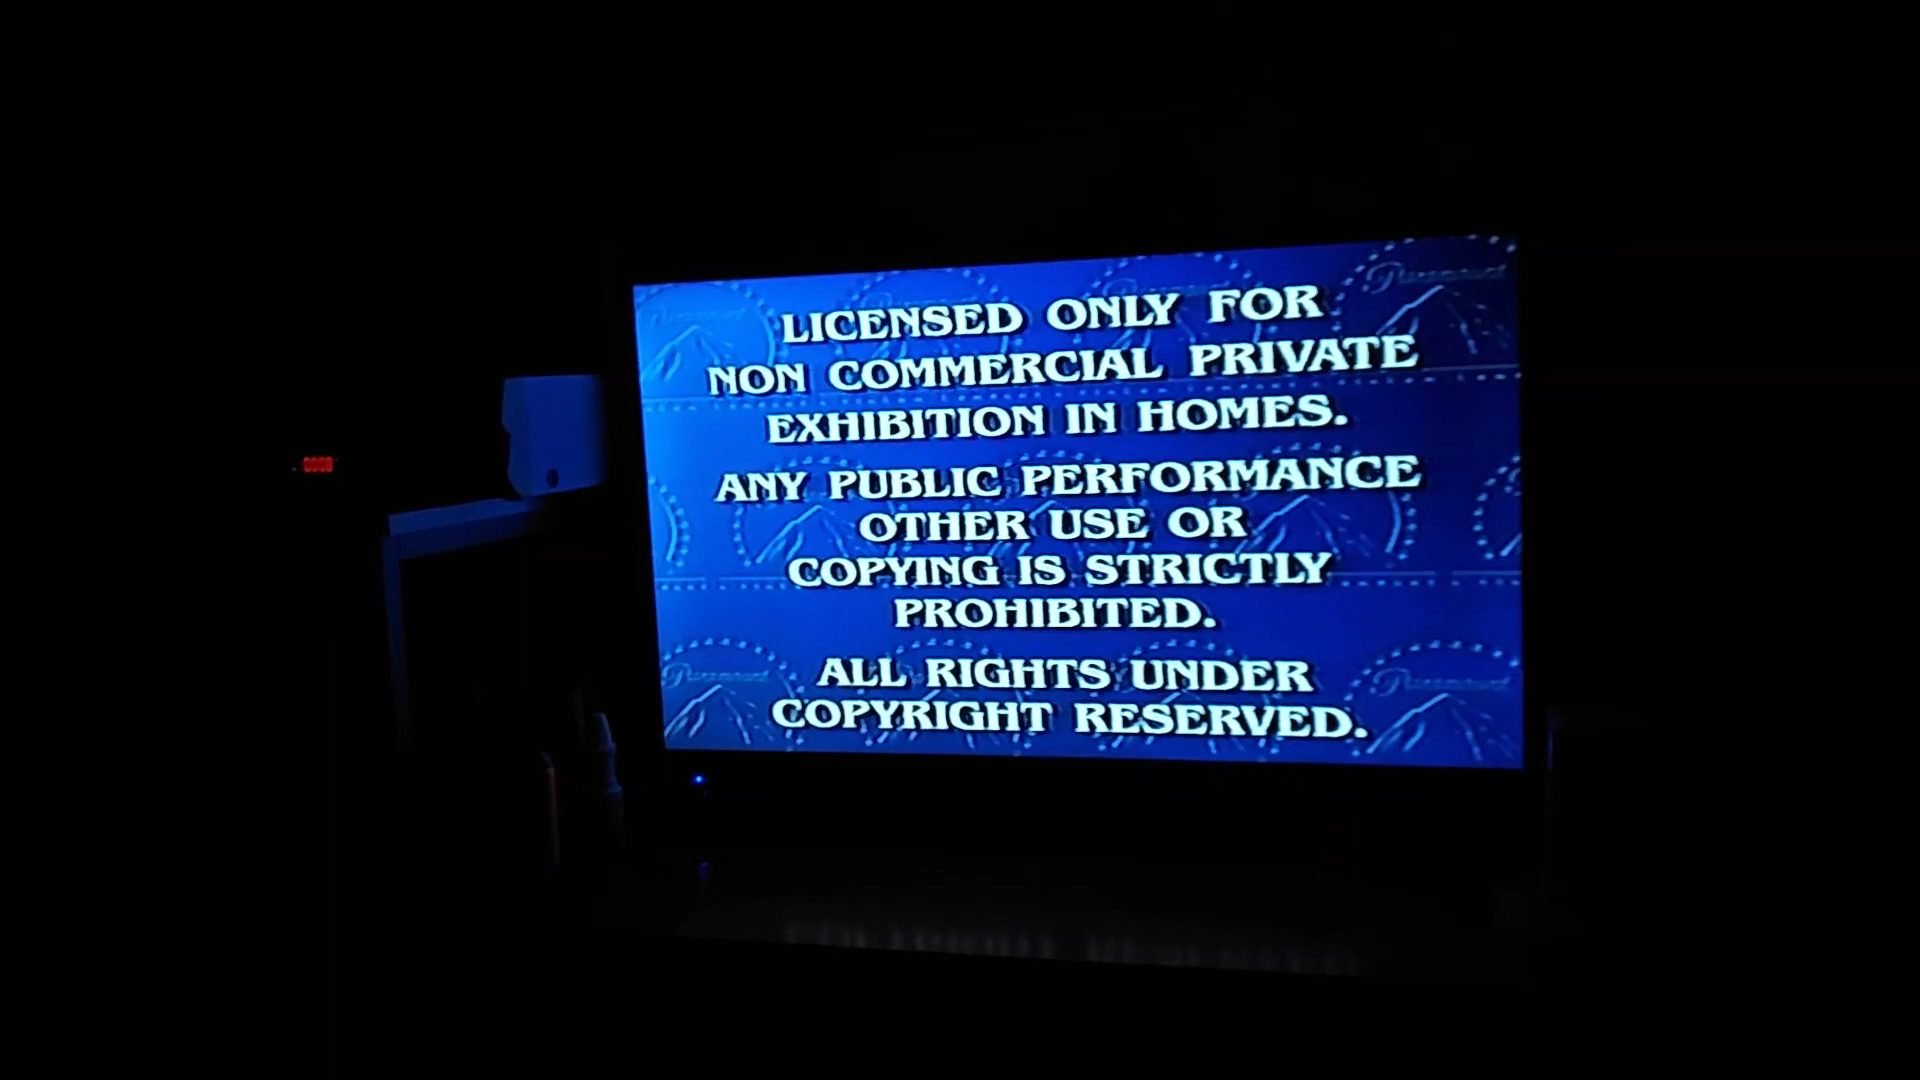 LICENSED ONLY FOR
NON COMMERCIAL PRIVATE
EXHIBITION IN HOMES.
ANY PUBLIC PERFORMANCE
OTHER USE OR
COPYING IS STRICTLY
PROHIBITED.
ALL RIGHTS UNDER
COPYRIGHT RESERVED.